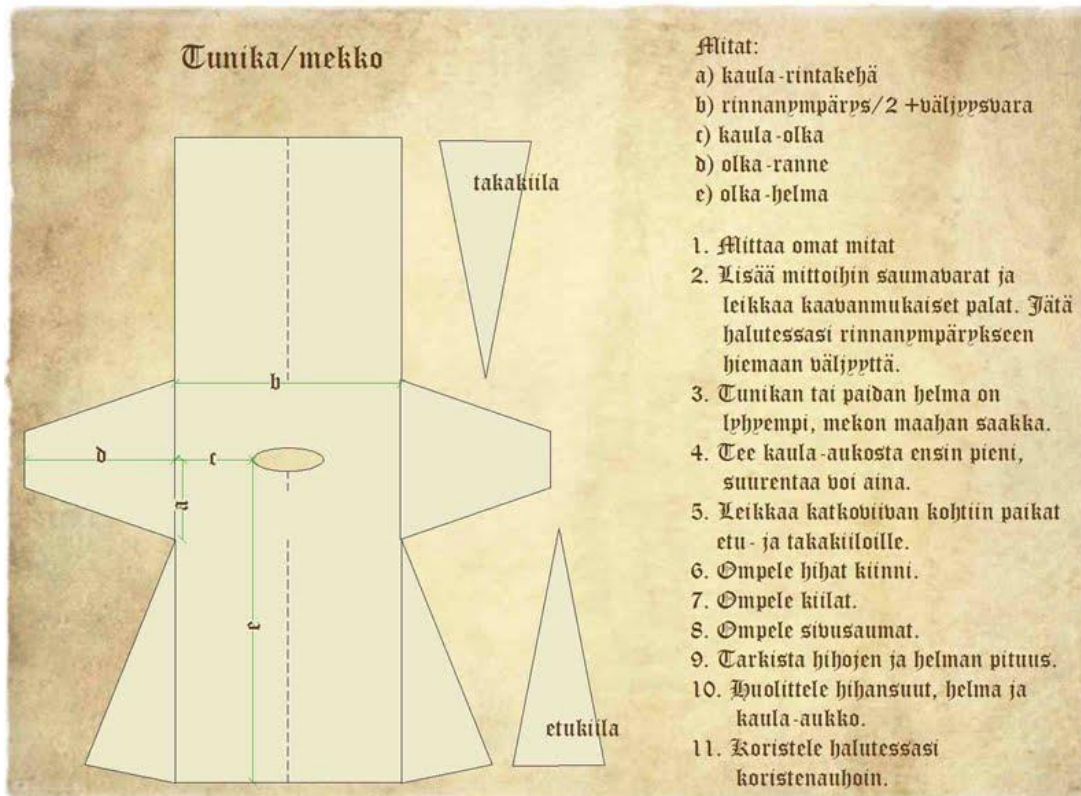 Tunika/mekko
takakiila
b
d
c
a
e
etukiila
Mitat:
a) kaula-rintakehä
b) rinnanympärys/2 +väljyysvara
c) kaula-olka
d) olka-ranne
e) olka-helma
1. Mittaa omat mitat
2. Lisää mittoihin saumavarat ja
leikkaa kaavanmukaiset palat. Jätä
halutessasi rinnanympärykseen
hiemaan väljyyttä.
3. Tunikan tai paidan helma on
lyhyempi, mekon maahan saakka.
4. Tee kaula-aukosta ensin pieni,
suurentaa voi aina.
5. Leikkaa katkoviivan kohtiin paikat
etu- ja takakiiloille.
6. Ompele hihat kiinni.
7. Ompele kiilat.
8. Ompele sivusaumat.
9. Tarkista hihojen ja helman pituus.
10. Huolittele hihansuut, helma ja
kaula-aukko.
11. Koristele halutessasi
koristenauhoin.